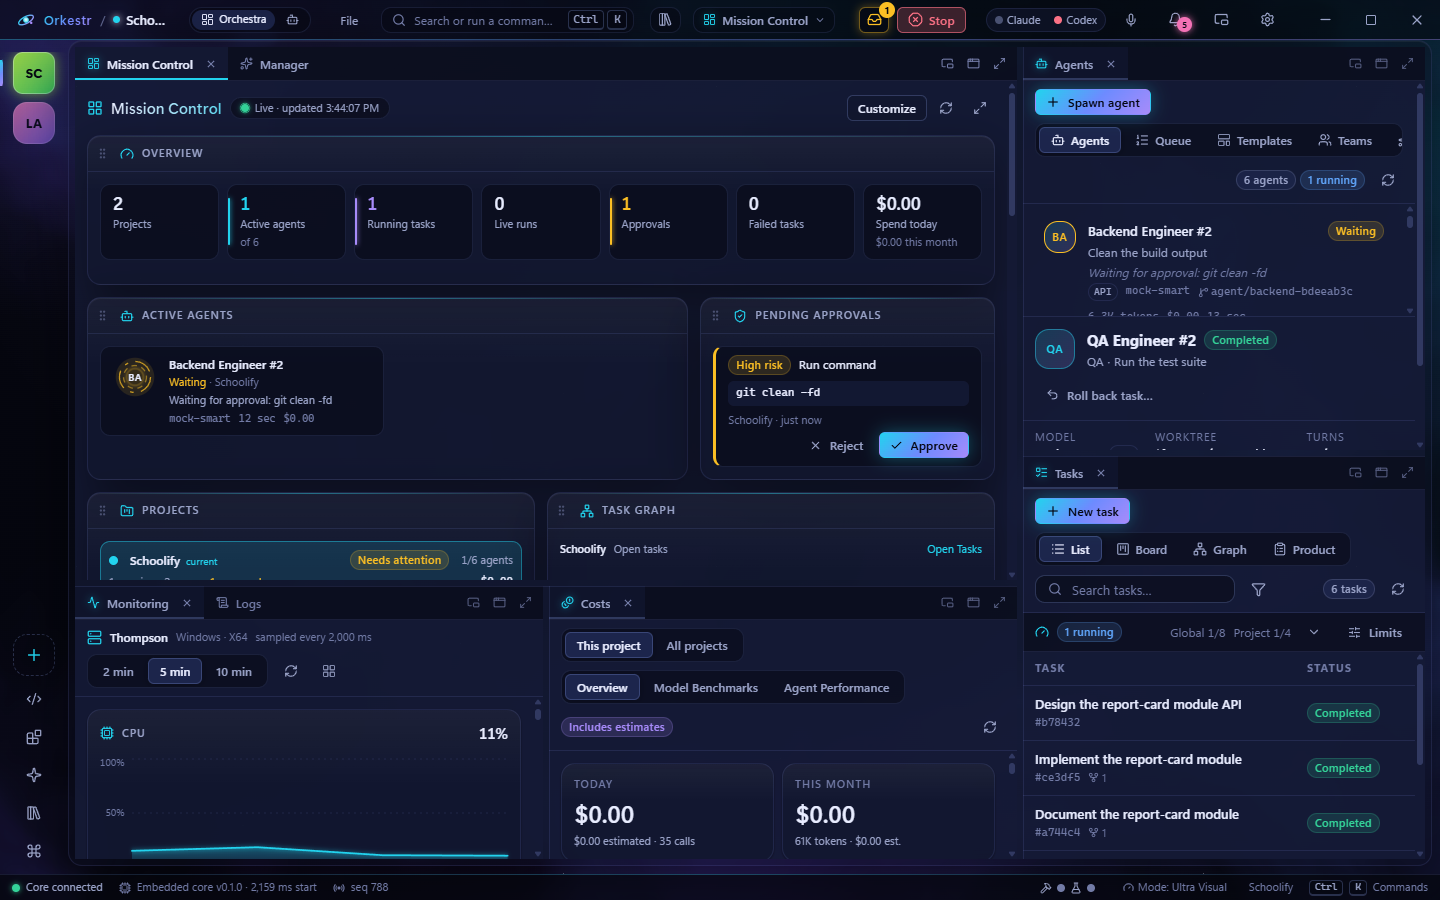 Orkestr / Scho...
Orchestra
File
Search or run a comman... Ctrl K
Mission Control
1
Stop
Claude Codex
5
SC
LA
Mission Control
Manager
Mission Control
Live · updated 3:44:07 PM
Customize
OVERVIEW
2
Projects
1
Active agents
of 6
1
Running tasks
0
Live runs
1
Approvals
0
Failed tasks
$0.00
Spend today
$0.00 this month
ACTIVE AGENTS
BA
Backend Engineer #2
Waiting · Schoolify
Waiting for approval: git clean -fd
mock-smart 12 sec $0.00
PENDING APPROVALS
High risk Run command
git clean -fd
Schoolify · just now
Reject
Approve
PROJECTS
Schoolify current Needs attention 1/6 agents
TASK GRAPH
Schoolify Open tasks Open Tasks
Monitoring
Logs
Thompson Windows · X64 sampled every 2,000 ms
2 min 5 min 10 min
CPU 11%
100%
50%
Costs
This project All projects
Overview Model Benchmarks Agent Performance
Includes estimates
TODAY
$0.00
$0.00 estimated · 35 calls
THIS MONTH
$0.00
61K tokens · $0.00 est.
Agents
Spawn agent
Agents Queue Templates Teams
6 agents 1 running
BA
Backend Engineer #2 Waiting
Clean the build output
Waiting for approval: git clean -fd
API mock-smart agent/backend-bdeeab3c
6.3K tokens $0.00 13 sec
QA
QA Engineer #2 Completed
QA · Run the test suite
Roll back task...
MODEL WORKTREE TURNS
Tasks
New task
List Board Graph Product
Search tasks...
6 tasks
1 running Global 1/8 Project 1/4 Limits
TASK STATUS
Design the report-card module API
#b78432
Completed
Implement the report-card module
#ce3df5 1
Completed
Document the report-card module
#a744c4 1
Completed
Core connected Embedded core v0.1.0 · 2,159 ms start seq 788
Mode: Ultra Visual Schoolify Ctrl K Commands